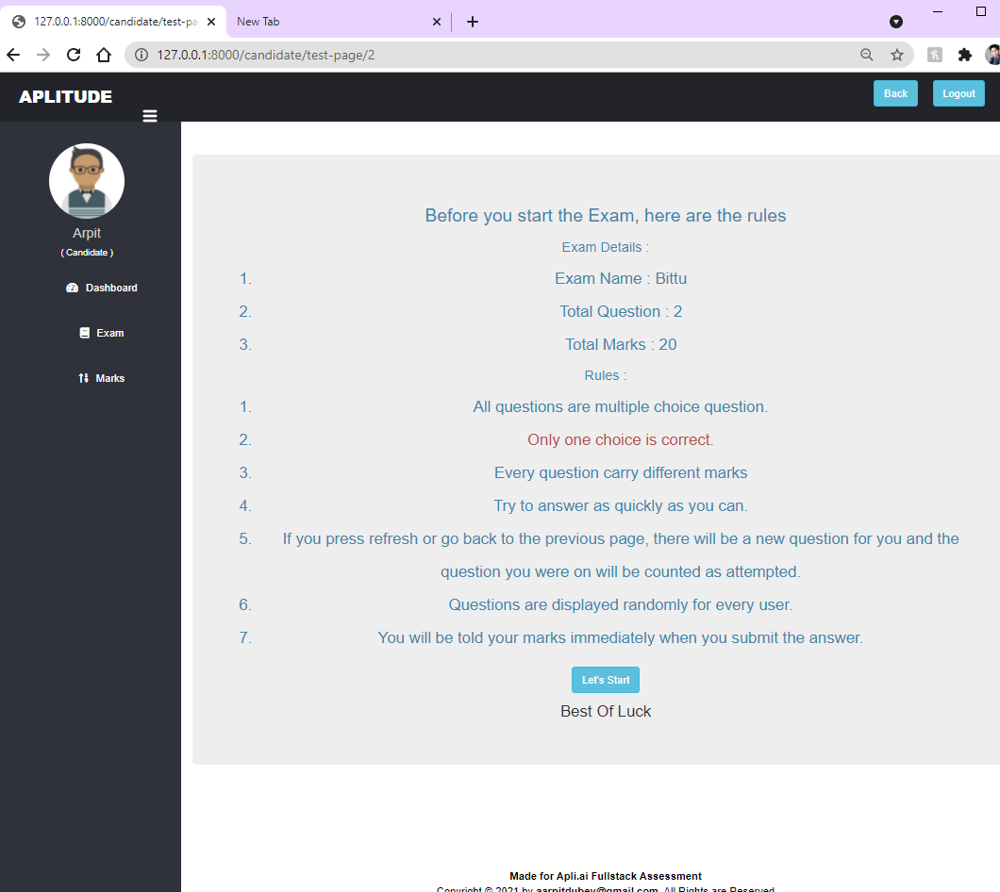 127.0.0.1:8000/candidate/test-pa
New Tab
127.0.0.1:8000/candidate/test-page/2
APLITUDE
Back
Logout
Arpit
( Candidate )
Dashboard
Exam
Marks
Before you start the Exam, here are the rules
Exam Details :
1. Exam Name : Bittu
2. Total Question : 2
3. Total Marks : 20
Rules :
1. All questions are multiple choice question.
2. Only one choice is correct.
3. Every question carry different marks
4. Try to answer as quickly as you can.
5. If you press refresh or go back to the previous page, there will be a new question for you and the
question you were on will be counted as attempted.
6. Questions are displayed randomly for every user.
7. You will be told your marks immediately when you submit the answer.
Let's Start
Best Of Luck
Made for Apli.ai Fullstack Assessment
Copyright © 2021 by aarpitdubey@gmail.com. All Rights are Reserved